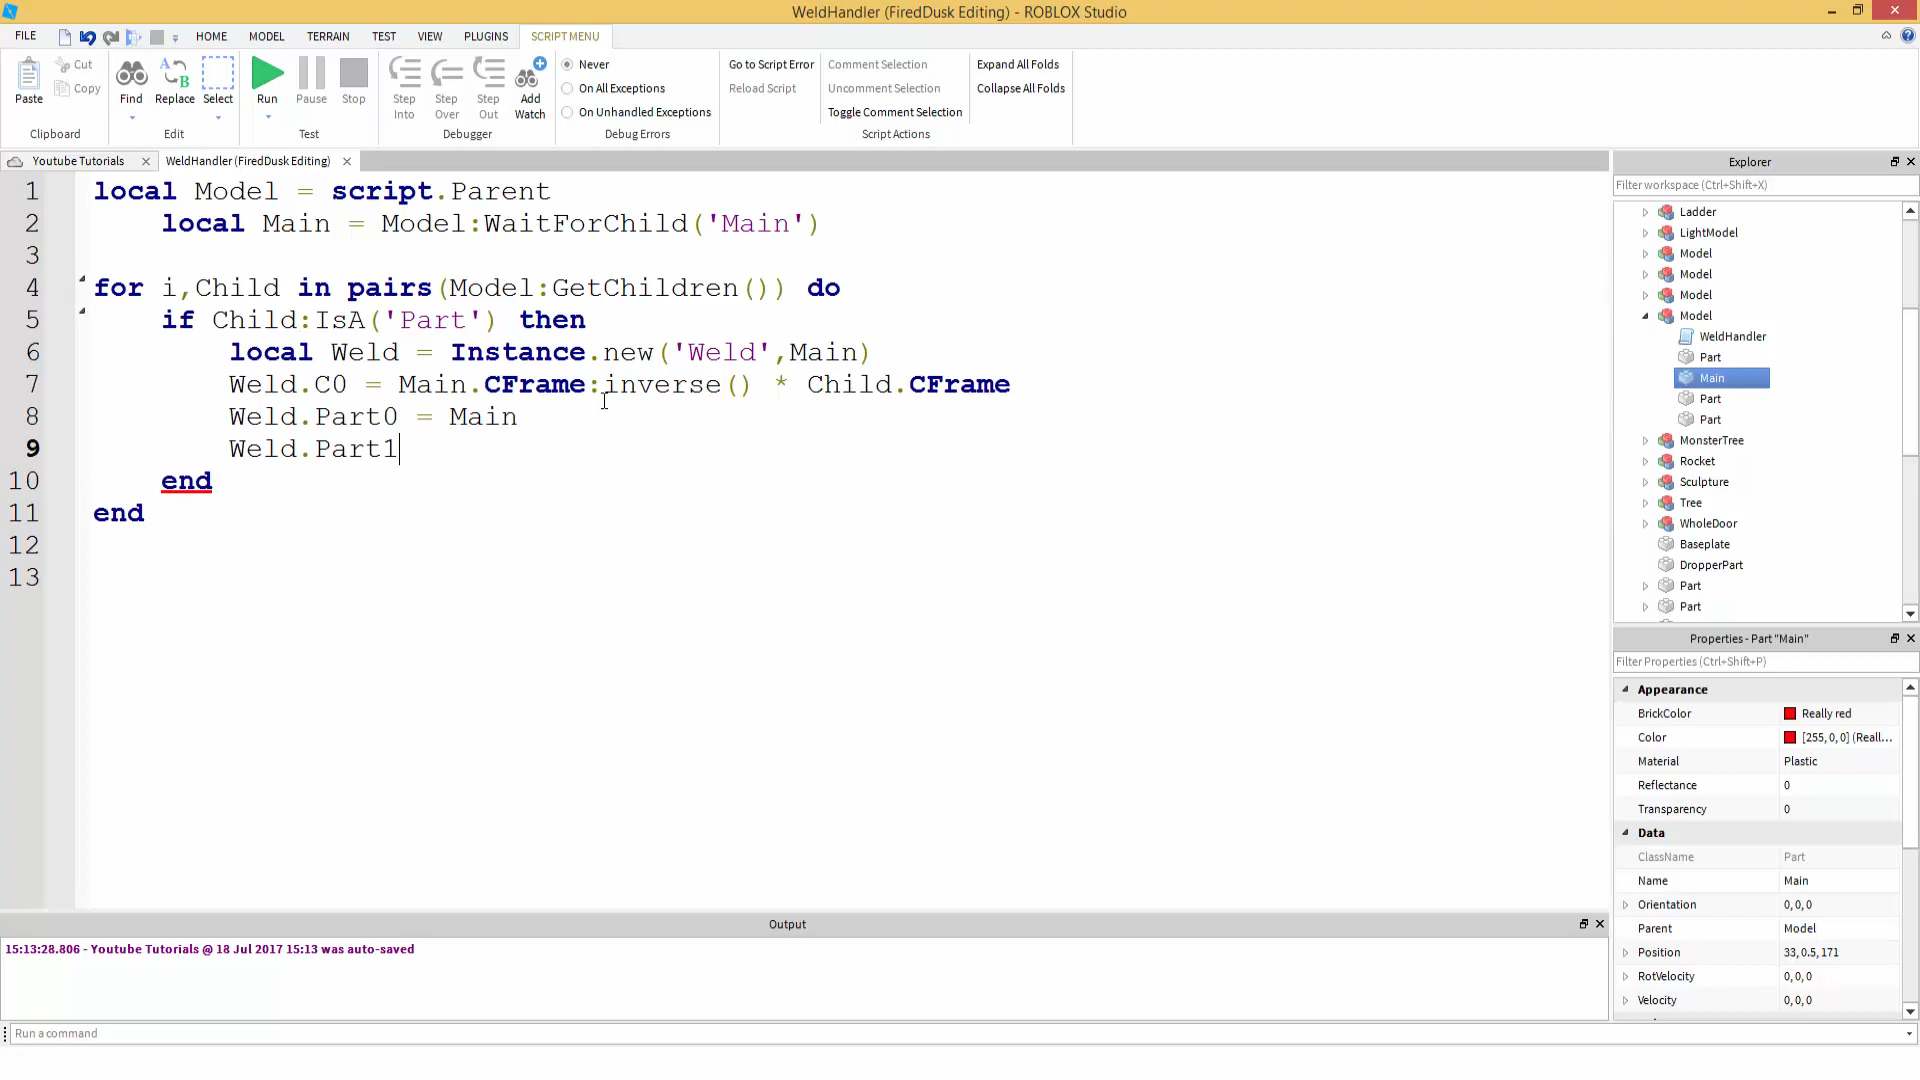 WeldHandler (FiredDusk Editing) - ROBLOX Studio
FILE HOME MODEL TERRAIN TEST VIEW PLUGINS SCRIPT MENU
Paste
Cut
Copy
Clipboard
Find
Replace
Select
Edit
Run
Pause
Stop
Test
Step Into
Step Over
Step Out
Add Watch
Debugger
Never
On All Exceptions
On Unhandled Exceptions
Debug Errors
Go to Script Error
Reload Script
Comment Selection
Uncomment Selection
Toggle Comment Selection
Expand All Folds
Collapse All Folds
Script Actions
Youtube Tutorials
WeldHandler (FiredDusk Editing)
1 local Model = script.Parent
2 local Main = Model:WaitForChild('Main')
3
4 for i,Child in pairs(Model:GetChildren()) do
5 if Child:IsA('Part') then
6 local Weld = Instance.new('Weld',Main)
7 Weld.C0 = Main.CFrame:inverse() * Child.CFrame
8 Weld.Part0 = Main
9 Weld.Part1
10 end
11 end
12
13
Output
15:13:28.806 - Youtube Tutorials @ 18 Jul 2017 15:13 was auto-saved
Run a command
Explorer
Filter workspace (Ctrl+Shift+X)
Ladder
LightModel
Model
Model
Model
Model
WeldHandler
Part
Main
Part
Part
MonsterTree
Rocket
Sculpture
Tree
WholeDoor
Baseplate
DropperPart
Part
Part
Properties - Part "Main"
Filter Properties (Ctrl+Shift+P)
Appearance
BrickColor Really red
Color [255, 0, 0] (Reall...
Material Plastic
Reflectance 0
Transparency 0
Data
ClassName Part
Name Main
Orientation 0, 0, 0
Parent Model
Position 33, 0.5, 171
RotVelocity 0, 0, 0
Velocity 0, 0, 0